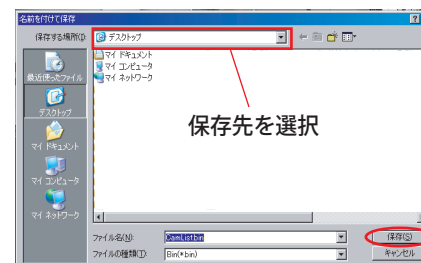 名前を付けて保存
保存する場所(I):
デスクトップ
マイ ドキュメント
マイ コンピュータ
マイ ネットワーク
最近使ったファイル
デスクトップ
マイ ドキュメント
マイ コンピュータ
マイ ネットワーク
保存先を選択
ファイル名(N):
CamList.bin
保存(S)
ファイルの種類(T):
Bin(*.bin)
キャンセル